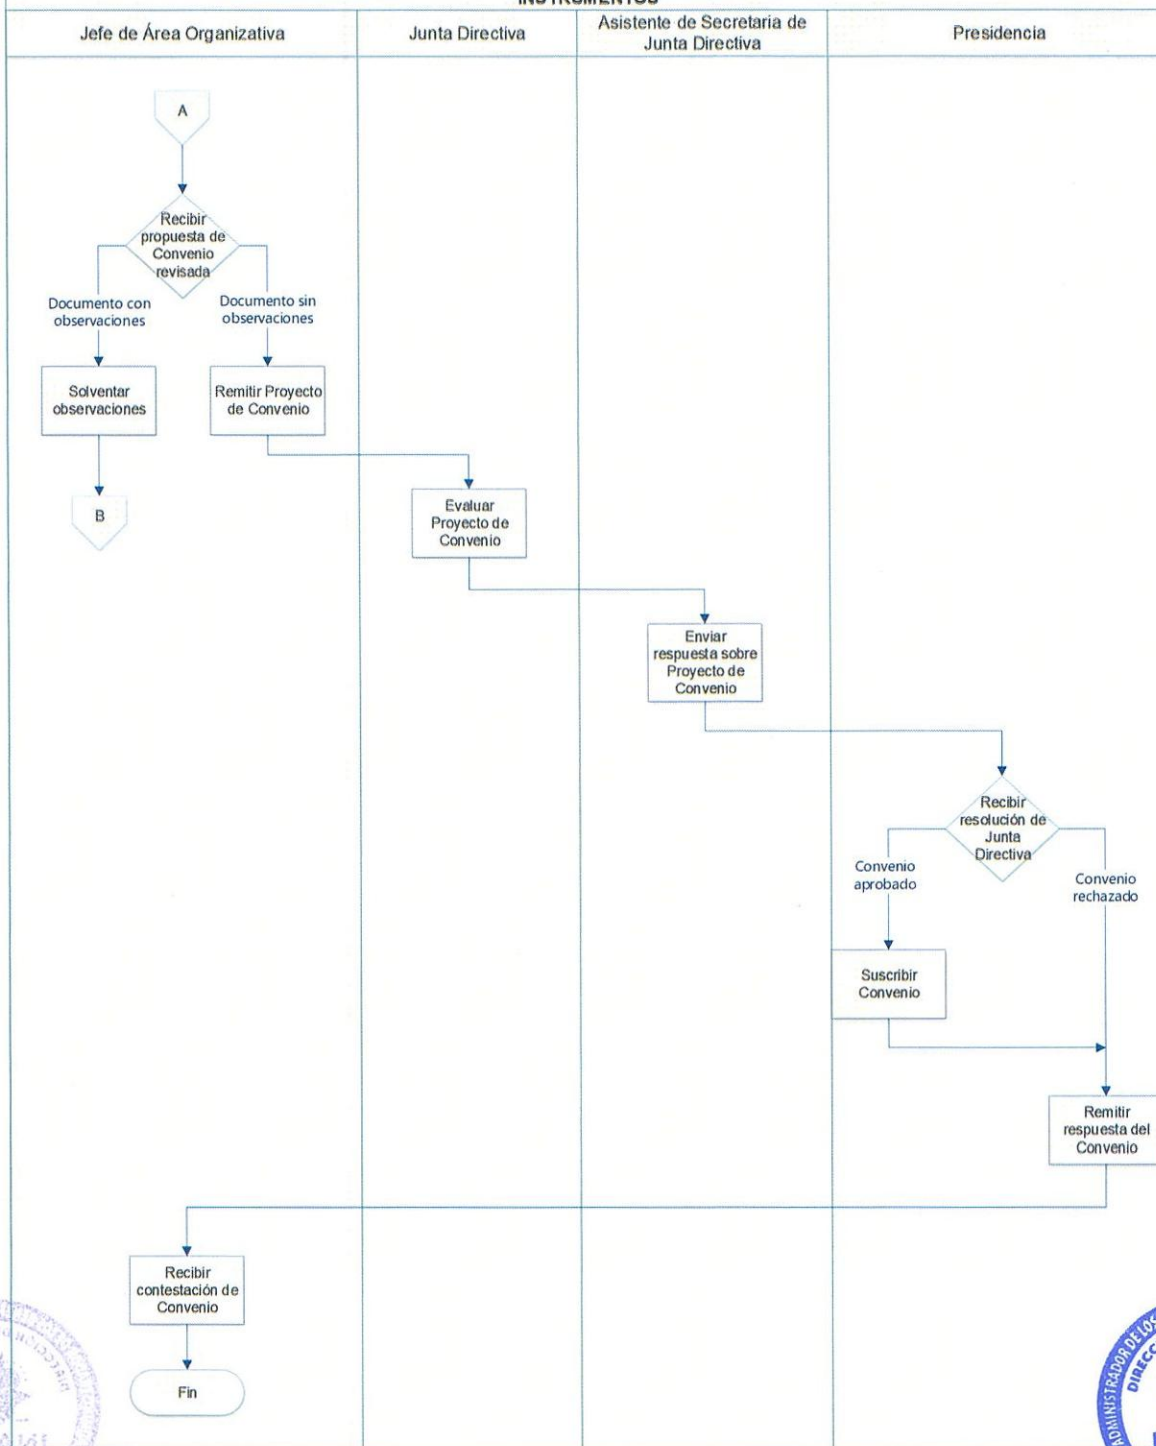 INSTRUMENTOS
Jefe de Área Organizativa
Junta Directiva
Asistente de Secretaria de
Junta Directiva
Presidencia
A
Recibir
propuesta de
Convenio
revisada
Documento con
observaciones
Documento sin
observaciones
Solventar
observaciones
Remitir Proyecto
de Convenio
B
Evaluar
Proyecto de
Convenio
Enviar
respuesta sobre
Proyecto de
Convenio
Recibir
resolución de
Junta
Directiva
Convenio
aprobado
Convenio
rechazado
Suscribir
Convenio
Remitir
respuesta del
Convenio
Recibir
contestación de
Convenio
Fin
ADMINISTRADOR DE LOS